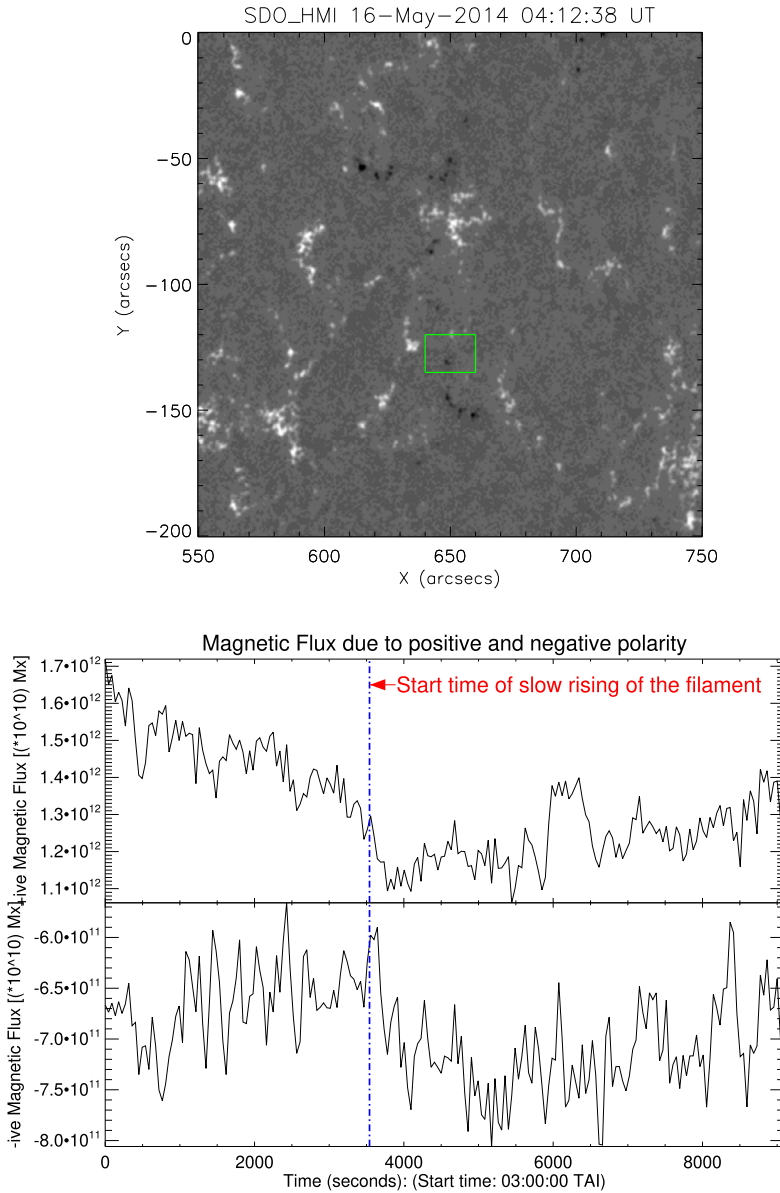 SDO_HMI 16-May-2014 04:12:38 UT
0
-50
-100
-150
-200
Y (arcsecs)
550 600 650 700 750
X (arcsecs)
Magnetic Flux due to positive and negative polarity
1.7•10^12
1.6•10^12
1.5•10^12
1.4•10^12
1.3•10^12
1.2•10^12
1.1•10^12
+ive Magnetic Flux [(*10^10) Mx]
Start time of slow rising of the filament
-6.0•10^11
-6.5•10^11
-7.0•10^11
-7.5•10^11
-8.0•10^11
-ive Magnetic Flux [(*10^10) Mx]
0 2000 4000 6000 8000
Time (seconds): (Start time: 03:00:00 TAI)